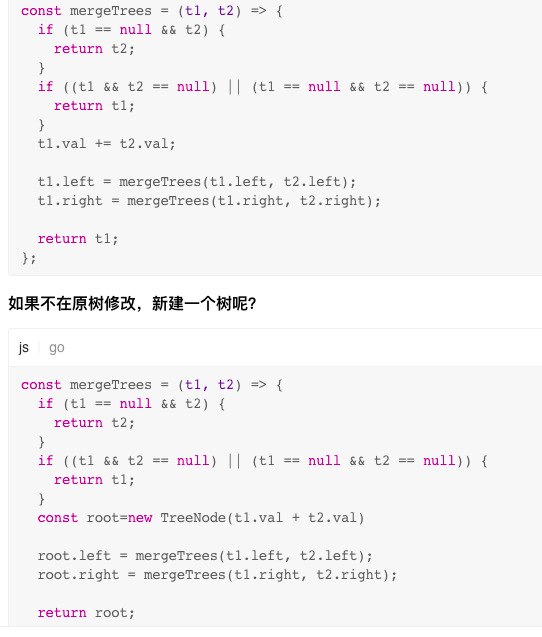 const mergeTrees = (t1, t2) => {
  if (t1 == null && t2) {
    return t2;
  }
  if ((t1 && t2 == null) || (t1 == null && t2 == null)) {
    return t1;
  }
  t1.val += t2.val;
  t1.left = mergeTrees(t1.left, t2.left);
  t1.right = mergeTrees(t1.right, t2.right);
  return t1;
};
如果不在原树修改，新建一个树呢？
js go
const mergeTrees = (t1, t2) => {
  if (t1 == null && t2) {
    return t2;
  }
  if ((t1 && t2 == null) || (t1 == null && t2 == null)) {
    return t1;
  }
  const root=new TreeNode(t1.val + t2.val)
  root.left = mergeTrees(t1.left, t2.left);
  root.right = mergeTrees(t1.right, t2.right);
  return root;